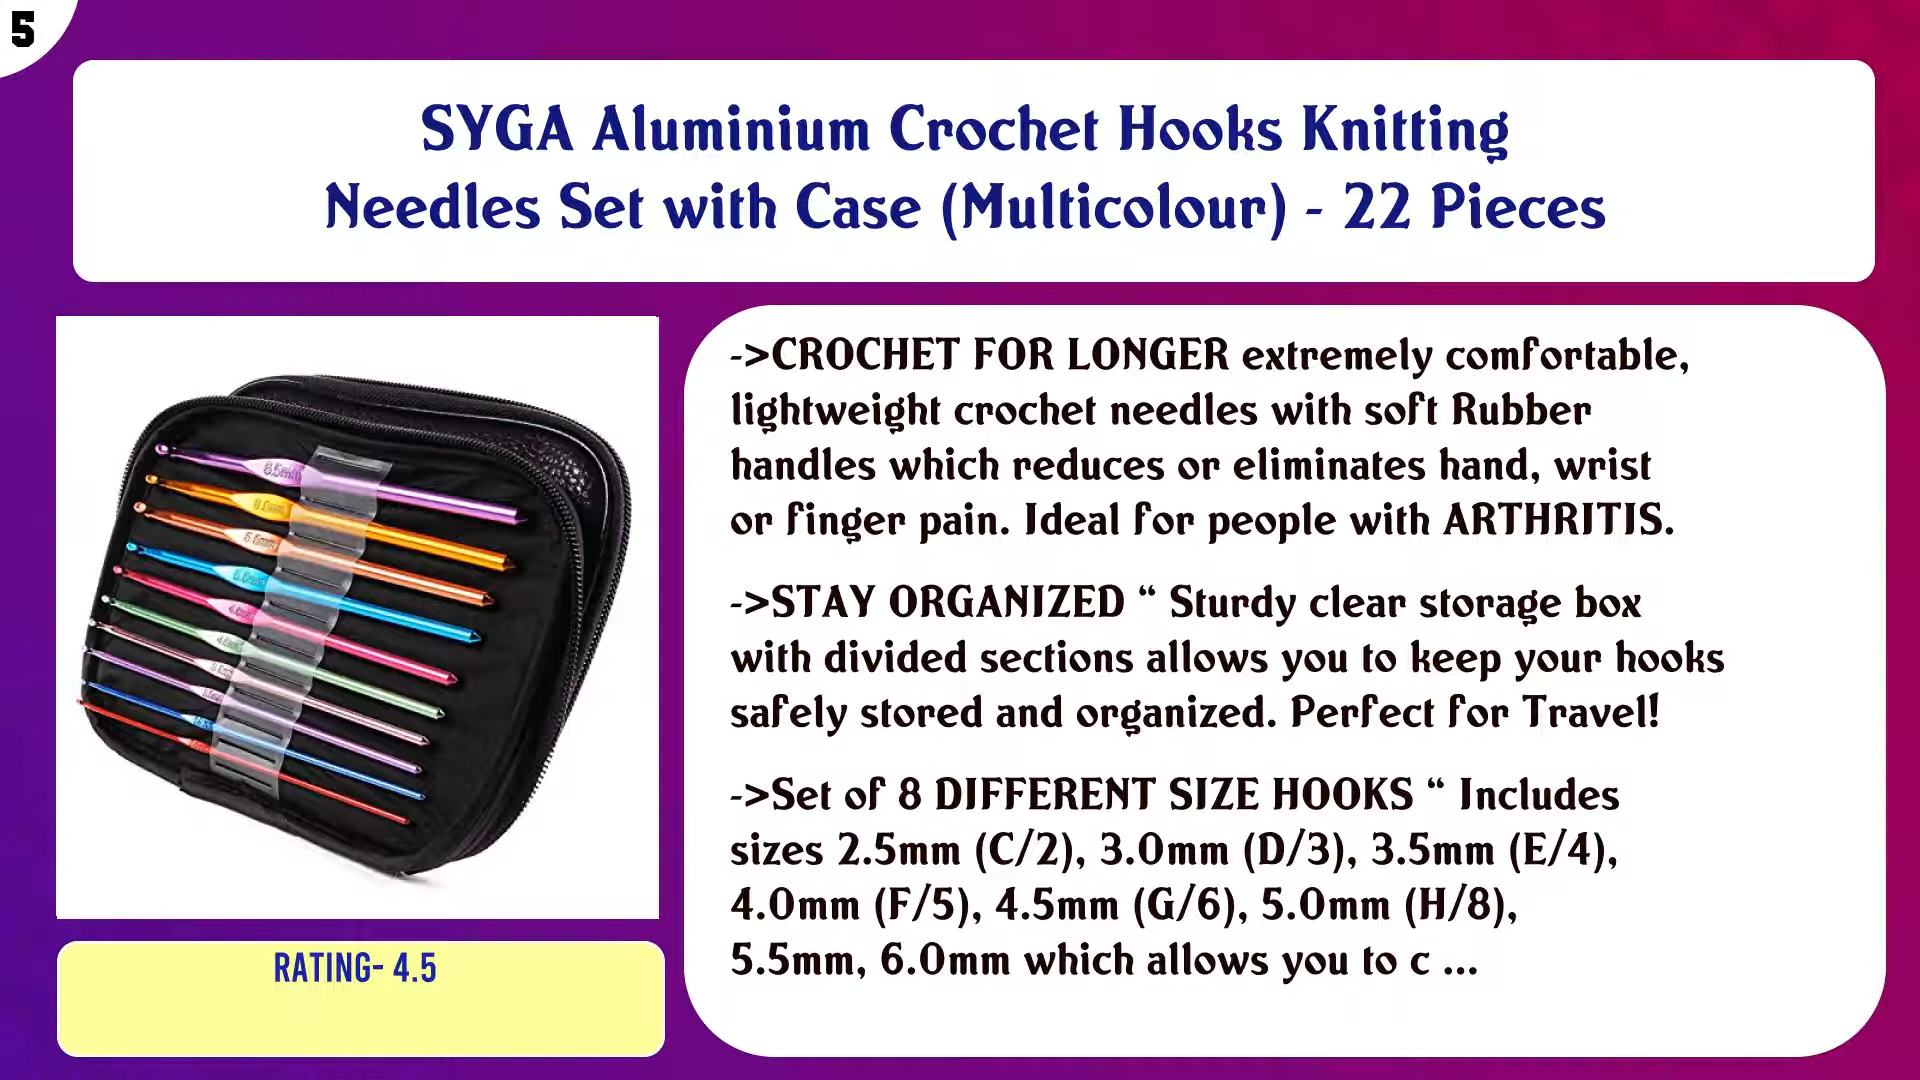 5
SYGA Aluminium Crochet Hooks Knitting
Needles Set with Case (Multicolour) - 22 Pieces
->CROCHET FOR LONGER extremely comfortable,
lightweight crochet needles with soft Rubber
handles which reduces or eliminates hand, wrist
or finger pain. Ideal for people with ARTHRITIS.
->STAY ORGANIZED “ Sturdy clear storage box
with divided sections allows you to keep your hooks
safely stored and organized. Perfect for Travel!
->Set of 8 DIFFERENT SIZE HOOKS “ Includes
sizes 2.5mm (C/2), 3.0mm (D/3), 3.5mm (E/4),
4.0mm (F/5), 4.5mm (G/6), 5.0mm (H/8),
5.5mm, 6.0mm which allows you to c ...
RATING- 4.5